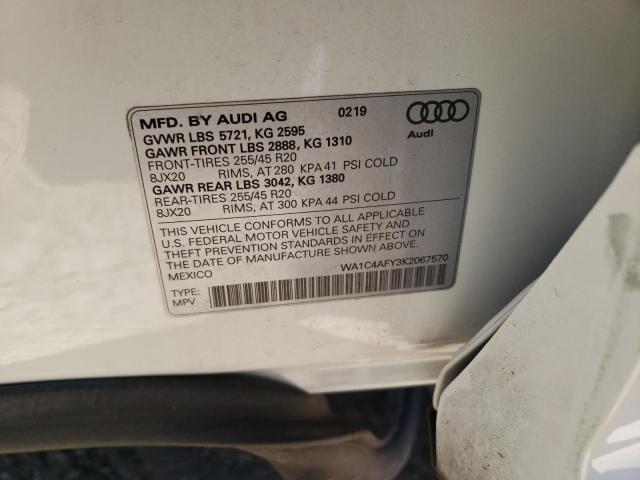 MFD. BY AUDI AG 0219
GVWR LBS 5721, KG 2595
GAWR FRONT LBS 2888, KG 1310
FRONT-TIRES 255/45 R20
8JX20 RIMS, AT 280 KPA 41 PSI COLD
GAWR REAR LBS 3042, KG 1380
REAR-TIRES 255/45 R20
8JX20 RIMS, AT 300 KPA 44 PSI COLD
Audi
THIS VEHICLE CONFORMS TO ALL APPLICABLE
U.S. FEDERAL MOTOR VEHICLE SAFETY AND
THEFT PREVENTION STANDARDS IN EFFECT ON
THE DATE OF MANUFACTURE SHOWN ABOVE.
MEXICO
WA1C4AFY3K2067570
TYPE:
MPV